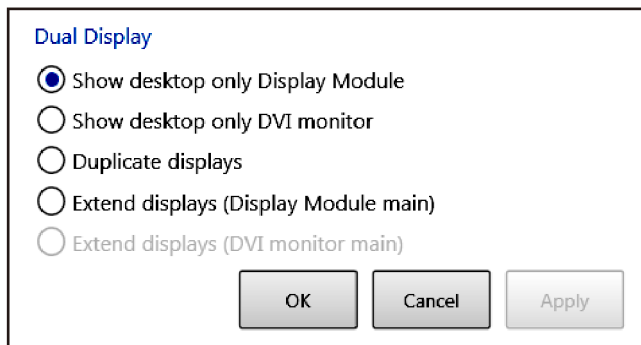 Dual Display
Show desktop only Display Module
Show desktop only DVI monitor
Duplicate displays
Extend displays (Display Module main)
Extend displays (DVI monitor main)
OK Cancel Apply